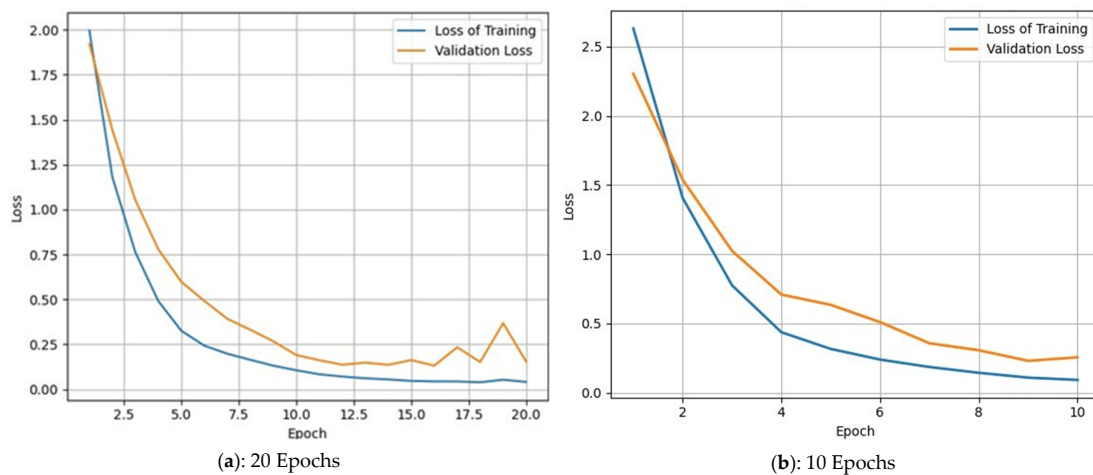 2.00
1.75
1.50
1.25
1.00
0.75
0.50
0.25
0.00
Loss
Loss of Training
Validation Loss
2.5 5.0 7.5 10.0 12.5 15.0 17.5 20.0
Epoch
(a): 20 Epochs
2.5
2.0
1.5
1.0
0.5
0.0
Loss
Loss of Training
Validation Loss
2 4 6 8 10
Epoch
(b): 10 Epochs